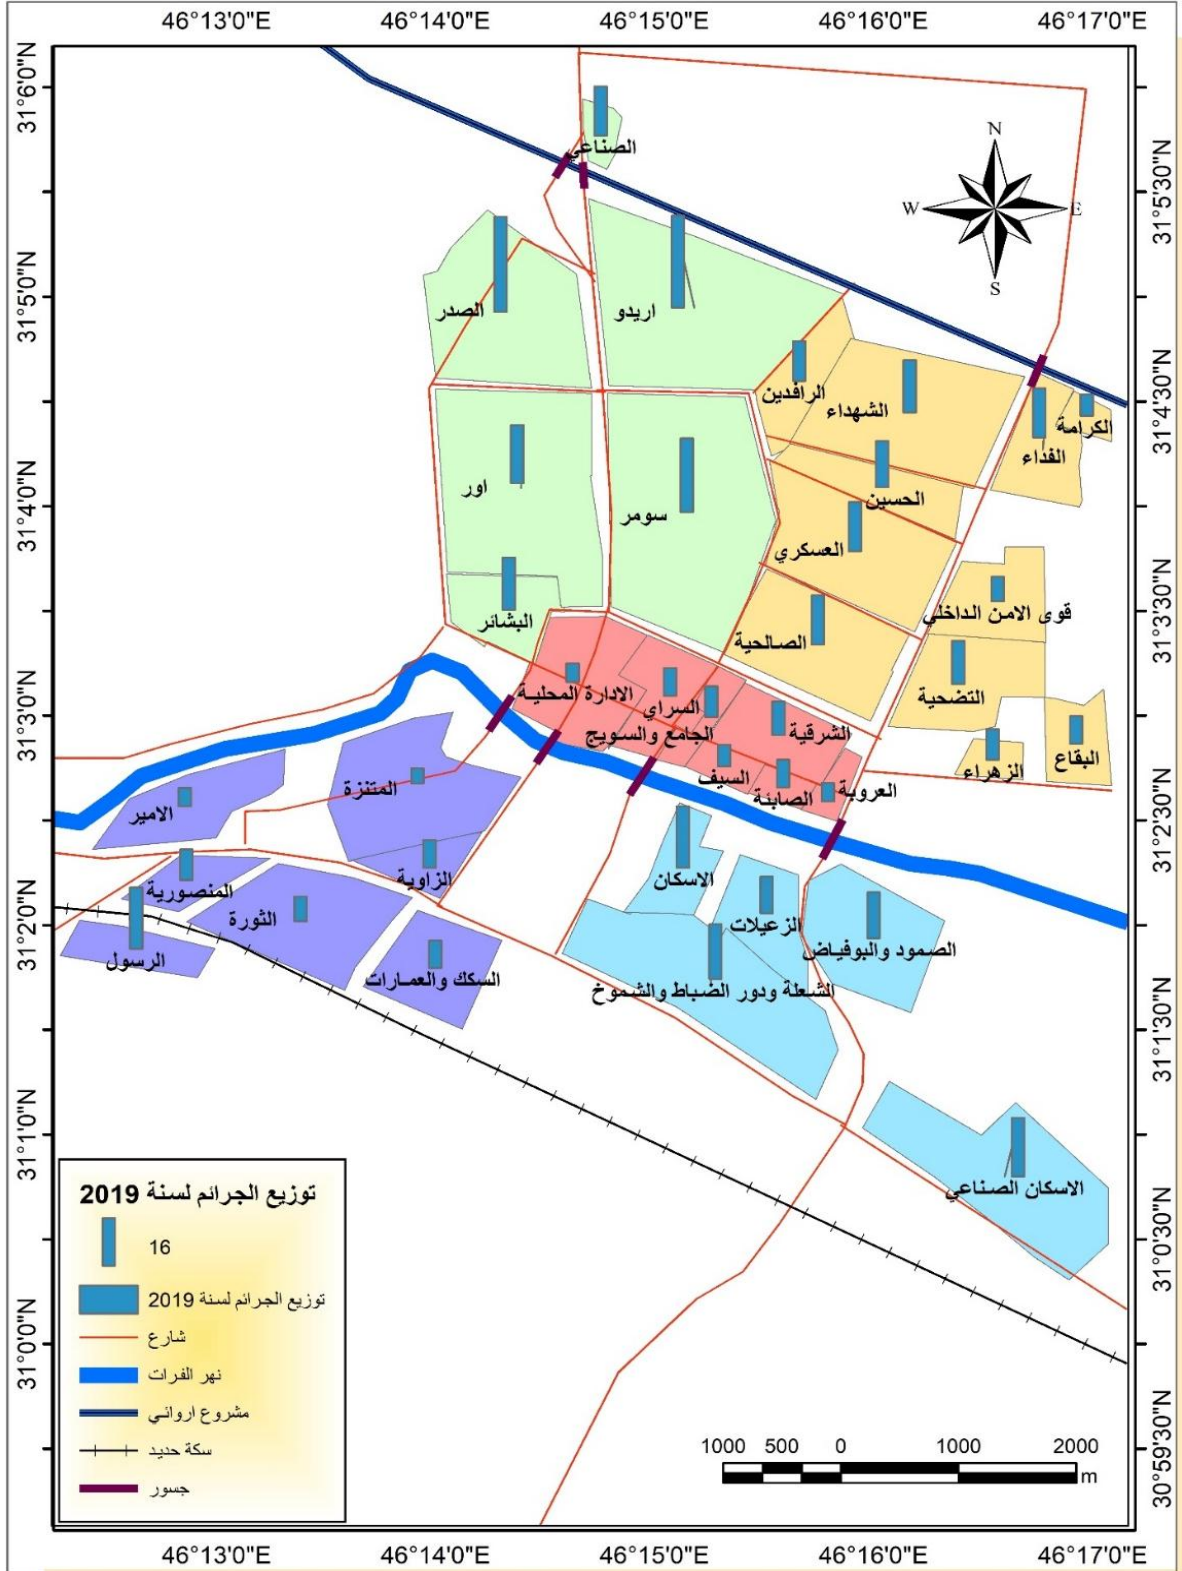 46°13'0"E
46°14'0"E
46°15'0"E
46°16'0"E
46°17'0"E
31°6'0"N
31°5'0"N
31°4'0"N
31°3'0"N
31°2'0"N
31°1'0"N
31°0'0"N
31°5'30"N
31°4'30"N
31°3'30"N
31°2'30"N
31°1'30"N
31°0'30"N
30°59'30"N
N
W
E
S
الصناعي
الصدر
اريدو
الرافدين
الشهداء
الكرامة
الفداء
اور
سومر
الحسين
العسكري
قوى الامن الداخلي
البشائر
الصالحية
التضحية
الادارة المحلية
السراي
الجامع والسويج
الشرقية
البقاع
الزهراء
السيف
الصابئة
العروبة
المتنزة
الامير
الزاوية
المنصورية
الثورة
الرسول
السكك والعمارات
الاسكان
الزعيلات
الصمود والبوفياض
الشعلة ودور الضباط والشموخ
الاسكان الصناعي
توزيع الجرائم لسنة 2019
16
توزيع الجرائم لسنة 2019
شارع
نهر الفرات
مشروع اروائي
سكة حديد
جسور
1000 500 0 1000 2000
m
46°13'0"E
46°14'0"E
46°15'0"E
46°16'0"E
46°17'0"E